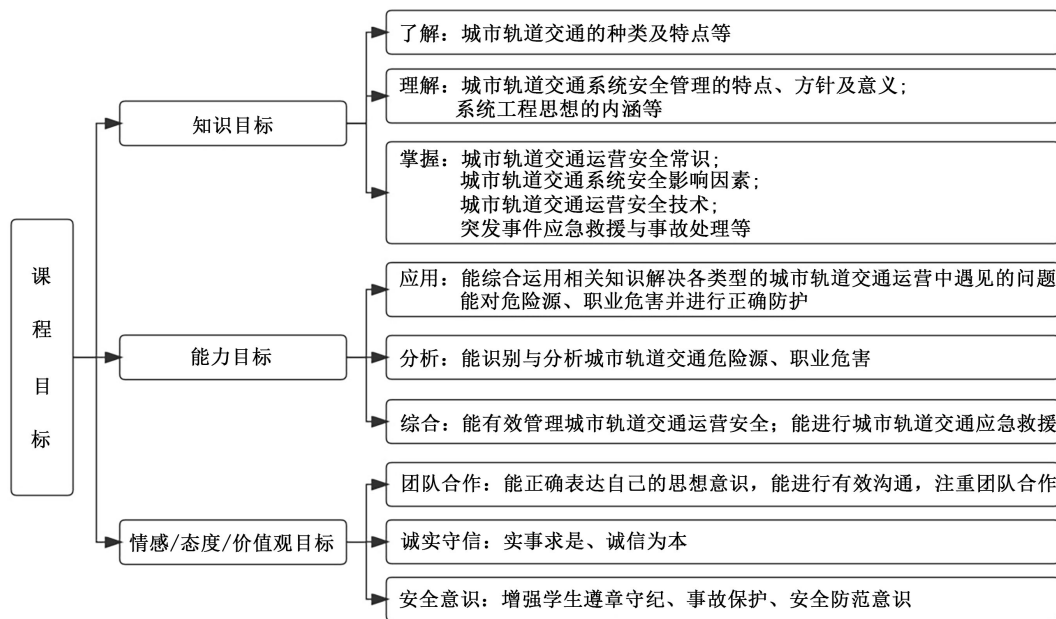 课程目标
知识目标
了解：城市轨道交通的种类及特点等
理解：城市轨道交通系统安全管理的特点、方针及意义；
系统工程思想的内涵等
掌握：城市轨道交通运营安全常识；
城市轨道交通系统安全影响因素；
城市轨道交通运营安全技术；
突发事件应急救援与事故处理等
能力目标
应用：能综合运用相关知识解决各类型的城市轨道交通运营中遇见的问题
能对危险源、职业危害并进行正确防护
分析：能识别与分析城市轨道交通危险源、职业危害
综合：能有效管理城市轨道交通运营安全；能进行城市轨道交通应急救援
情感/态度/价值观目标
团队合作：能正确表达自己的思想意识，能进行有效沟通，注重团队合作
诚实守信：实事求是、诚信为本
安全意识：增强学生遵章守纪、事故保护、安全防范意识